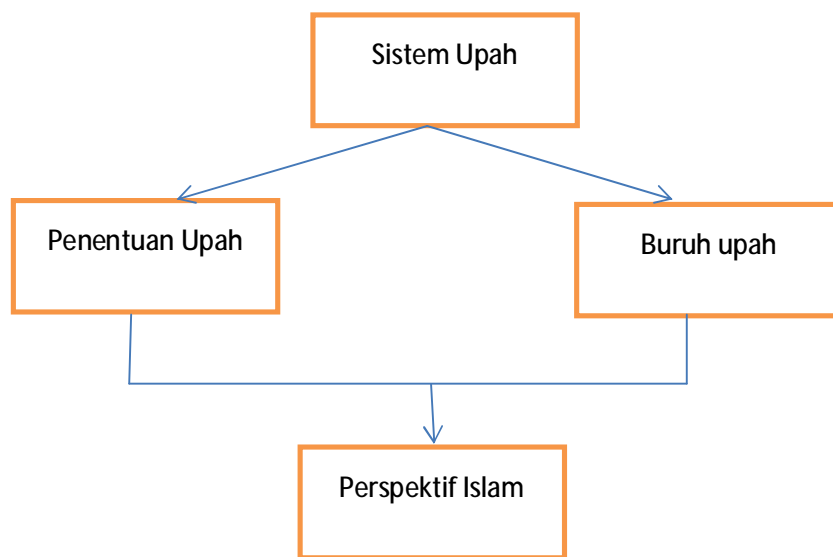 Sistem Upah
Penentuan Upah
Buruh upah
Perspektif Islam